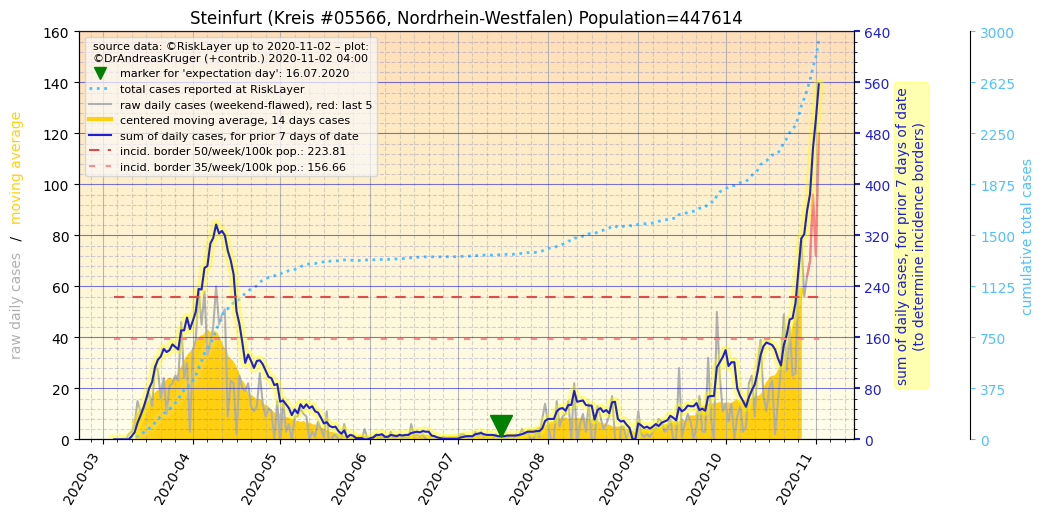 Steinfurt (Kreis #05566, Nordrhein-Westfalen) Population=447614
source data: ©RiskLayer up to 2020-11-02 – plot:
©DrAndreasKruger (+contrib.) 2020-11-02 04:00
marker for 'expectation day': 16.07.2020
total cases reported at RiskLayer
raw daily cases (weekend-flawed), red: last 5
centered moving average, 14 days cases
sum of daily cases, for prior 7 days of date
incid. border 50/week/100k pop.: 223.81
incid. border 35/week/100k pop.: 156.66
raw daily cases / moving average
160
140
120
100
80
60
40
20
0
2020-03
2020-04
2020-05
2020-06
2020-07
2020-08
2020-09
2020-10
2020-11
640
560
480
400
320
240
160
80
0
sum of daily cases, for prior 7 days of date
(to determine incidence borders)
3000
2625
2250
1875
1500
1125
750
375
0
cumulative total cases